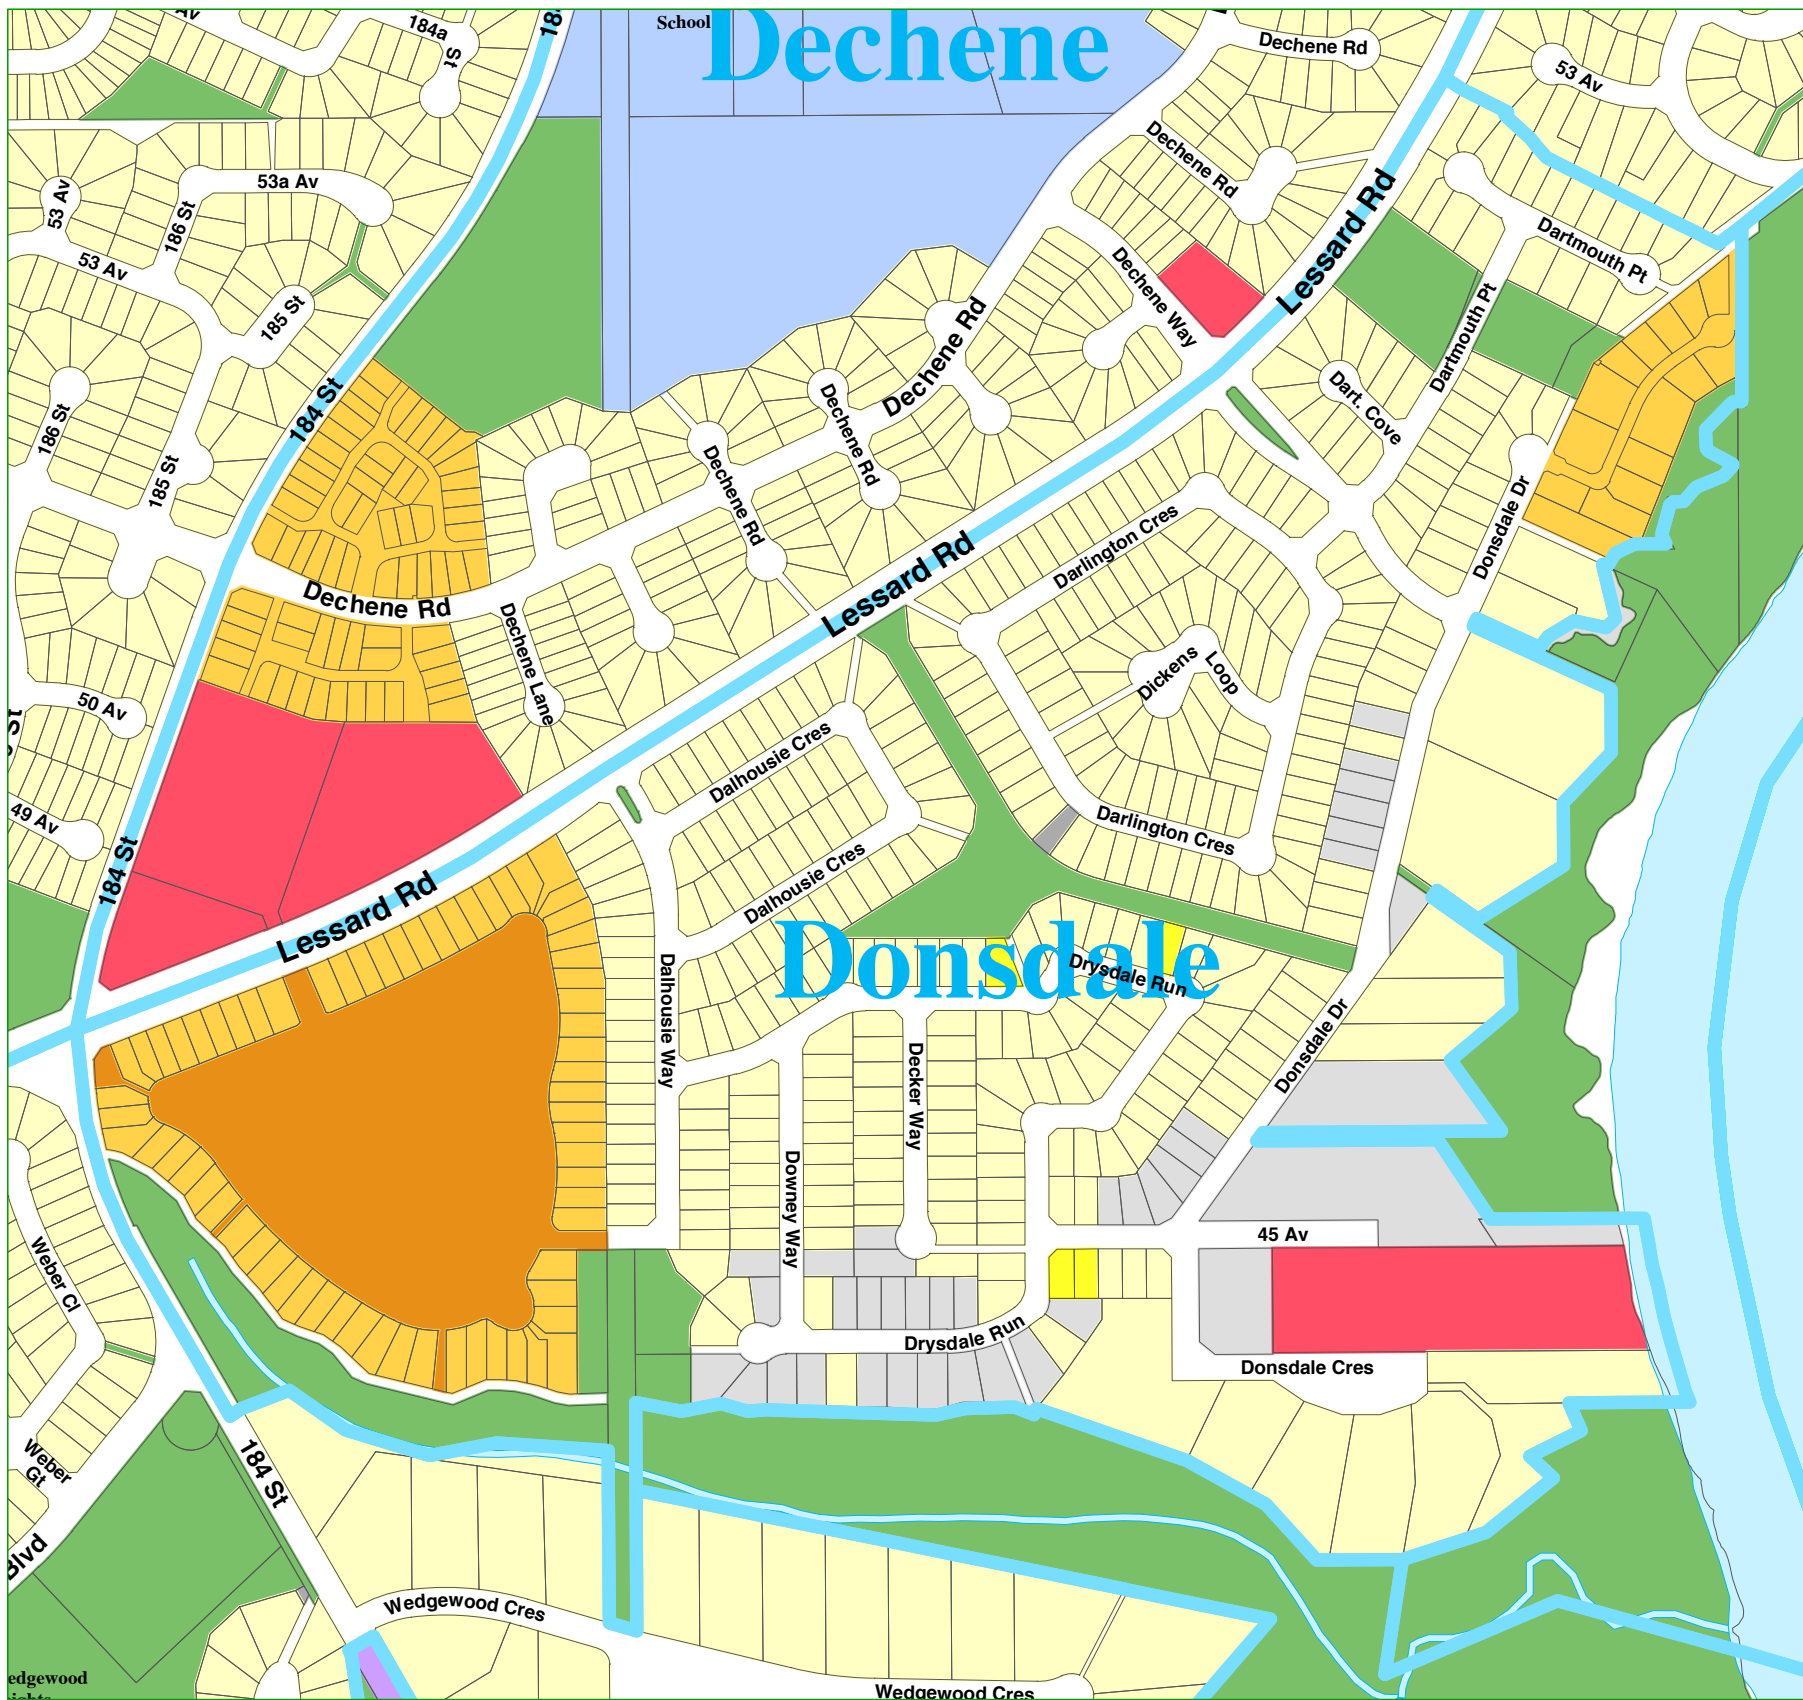 Av
184a
St
184
School
Dechene
Dechene Rd
53 Av
53 Av
53a Av
186 St
53 Av
185 St
Dechene Rd
Lessard Rd
Dechene Way
Dartmouth Pt
Dartmouth Pt
Dechene Rd
Dechene Rd
Dart. Cove
184 St
186 St
185 St
Dechene Rd
Donsdale Dr
Darlington Cres
Lessard Rd
Dechene Rd
Dechene Lane
Dickens
Loop
50 Av
St
Dalhousie Cres
49 Av
184 St
Darlington Cres
Dalhousie Cres
Lessard Rd
Donsdale
Drysdale Run
Dalhousie Way
Donsdale Dr
Decker Way
Downey Way
45 Av
Weber Cl
Drysdale Run
Donsdale Cres
Weber
Gt
184 St
Blvd
Wedgewood Cres
edgewood
Wedgewood Cres